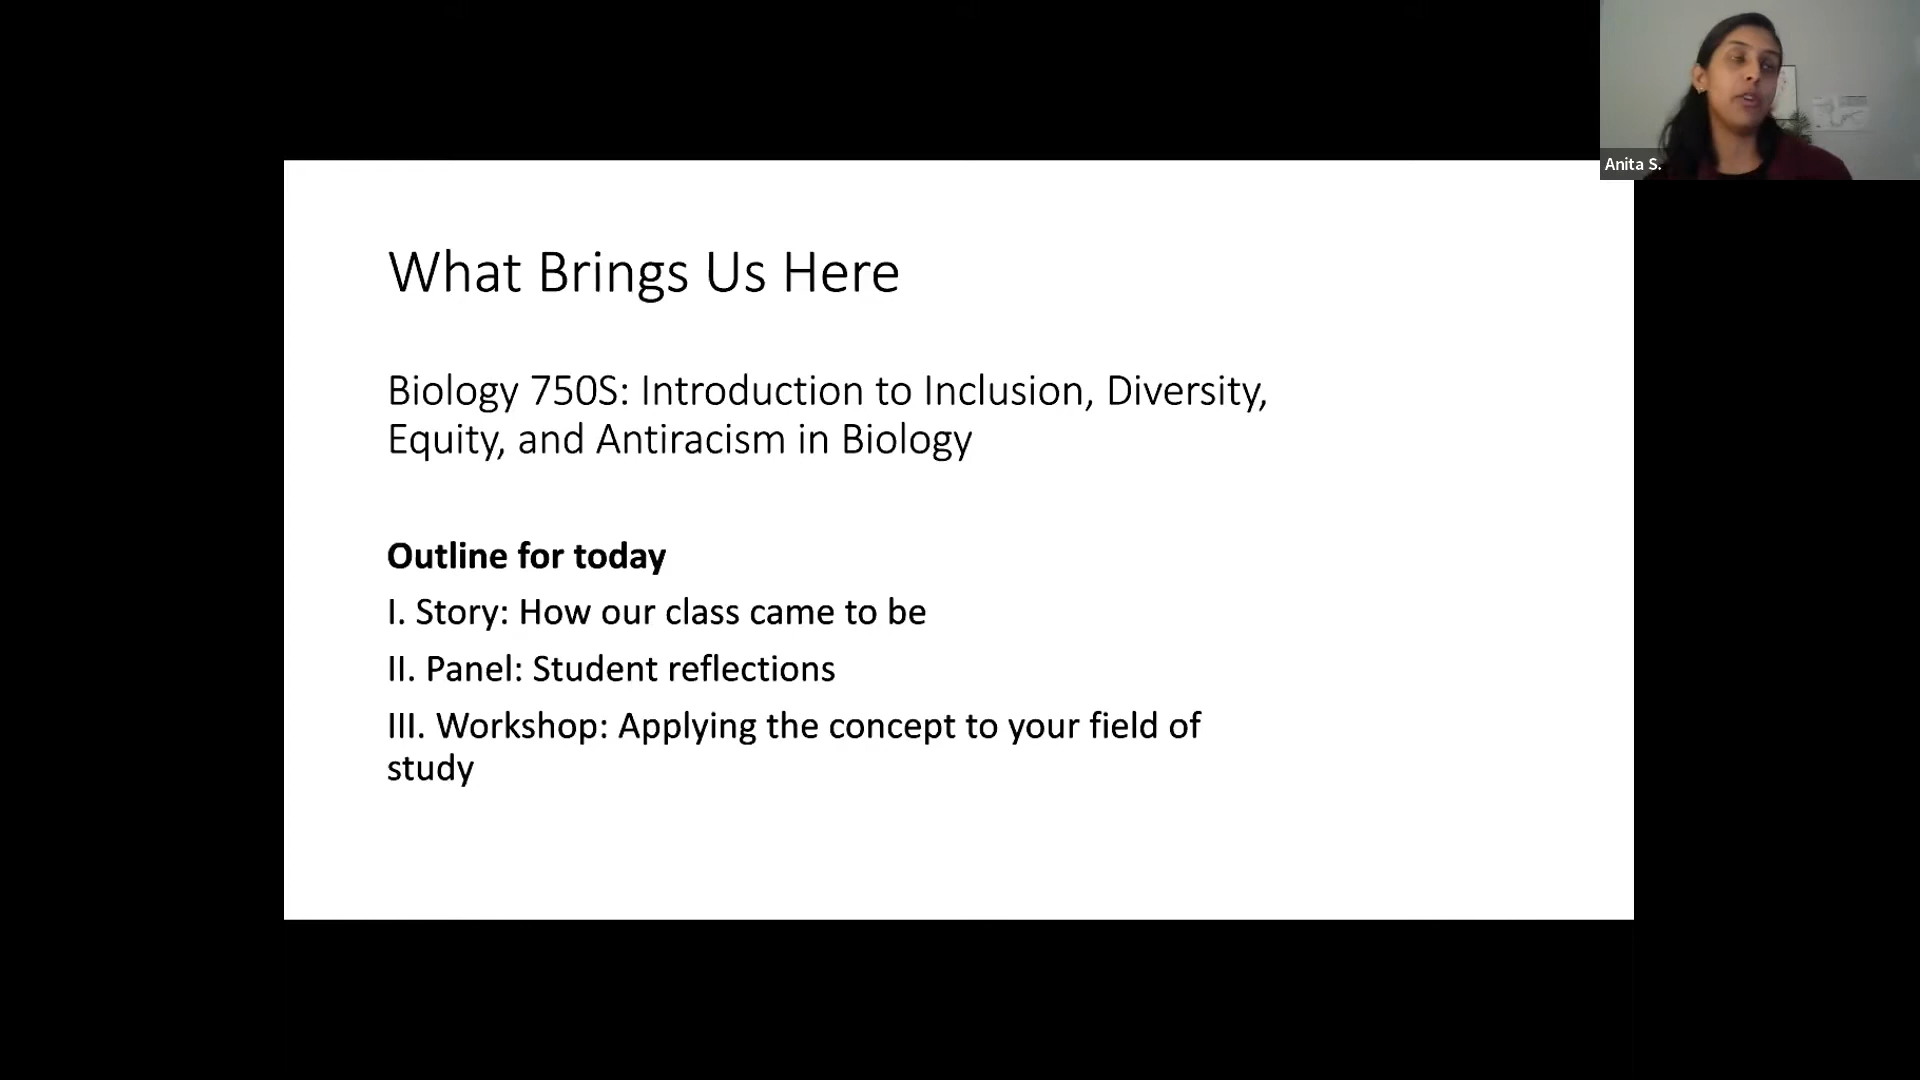 What Brings Us Here
Biology 750S: Introduction to Inclusion, Diversity,
Equity, and Antiracism in Biology
Outline for today
I. Story: How our class came to be
II. Panel: Student reflections
III. Workshop: Applying the concept to your field of
study
Anita S.